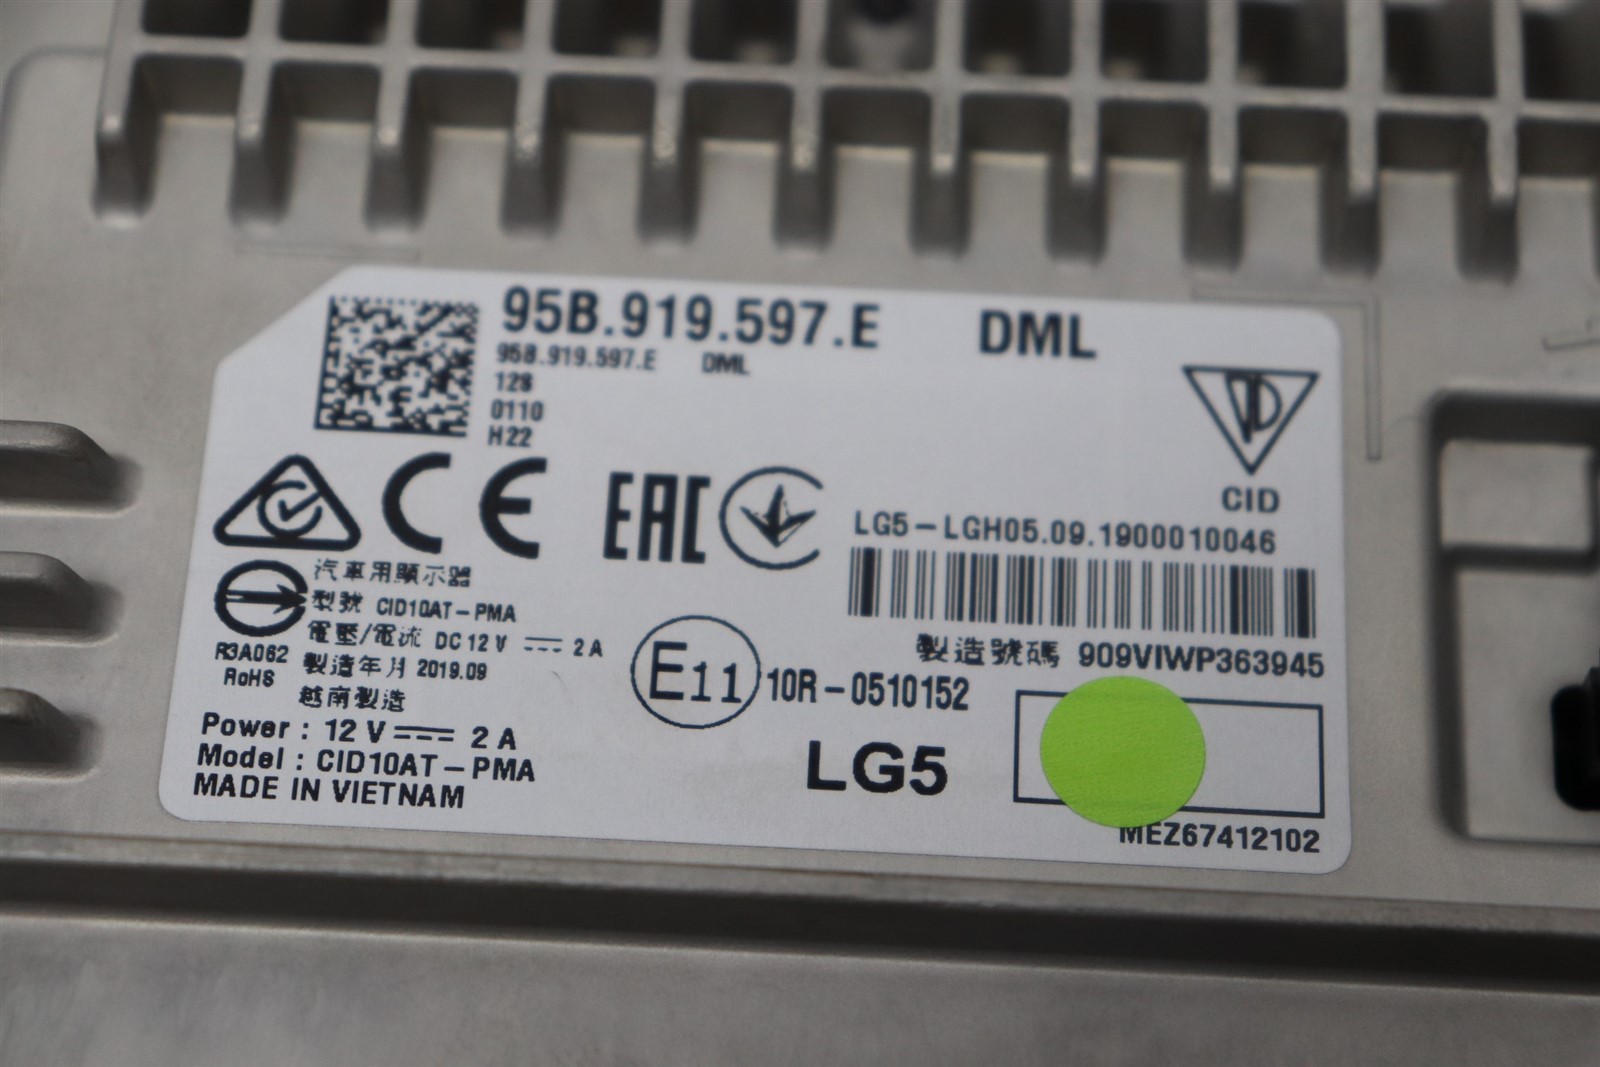 95B.919.597.E DML
95B.919.597.E DML
128
0110
H22
CID
CE EAC
LG5-LGH05.09.1900010046
汽車用顯示器
型號 CID10AT-PMA
電壓/電流 DC 12 V 2 A
R3A062
RoHS
製造年月 2019.09
越南製造
製造號碼 909VIWP363945
E11 10R-0510152
Power : 12 V 2 A
Model : CID10AT-PMA
MADE IN VIETNAM
LG5
MEZ67412102